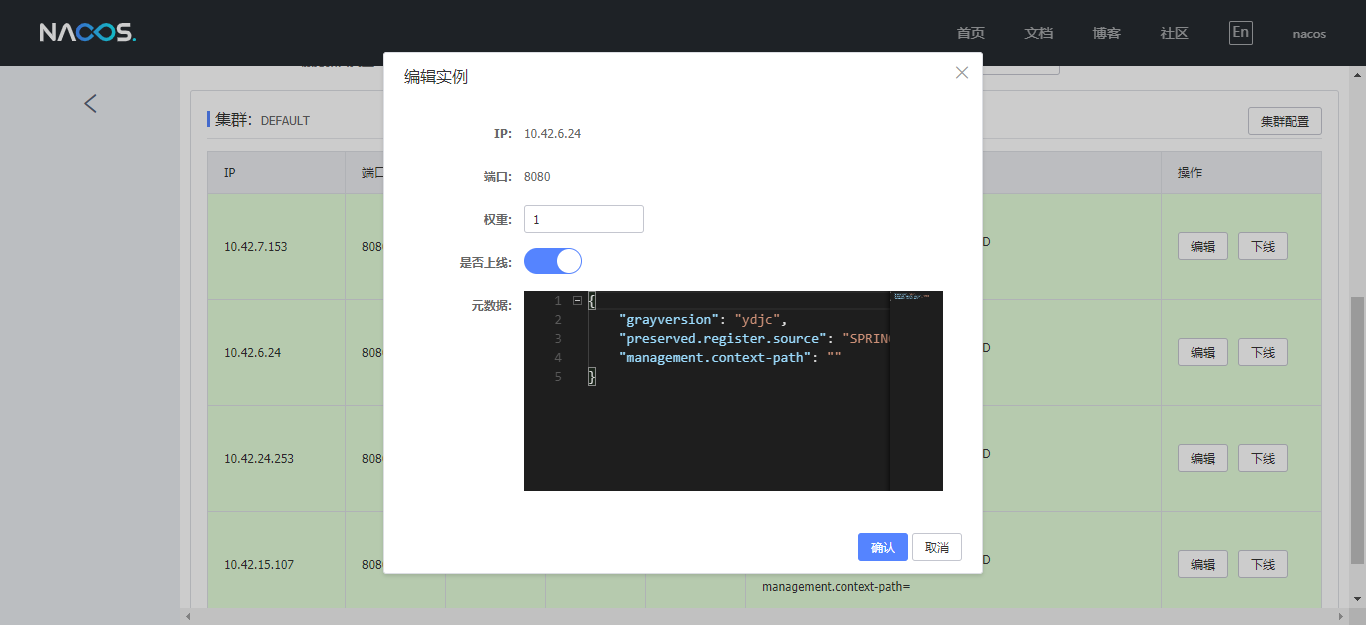 NACOS.
首页 文档 博客 社区 En nacos
编辑实例
集群: DEFAULT
集群配置
IP 端口 操作
IP: 10.42.6.24
端口: 8080
权重: 1
是否上线:
元数据:
1 {
2 "grayversion": "ydjc",
3 "preserved.register.source": "SPRIN
4 "management.context-path": ""
5 }
10.42.7.153 808 D 编辑 下线
10.42.6.24 808 D 编辑 下线
10.42.24.253 808 D 编辑 下线
10.42.15.107 808 D 编辑 下线
management.context-path=
确认 取消